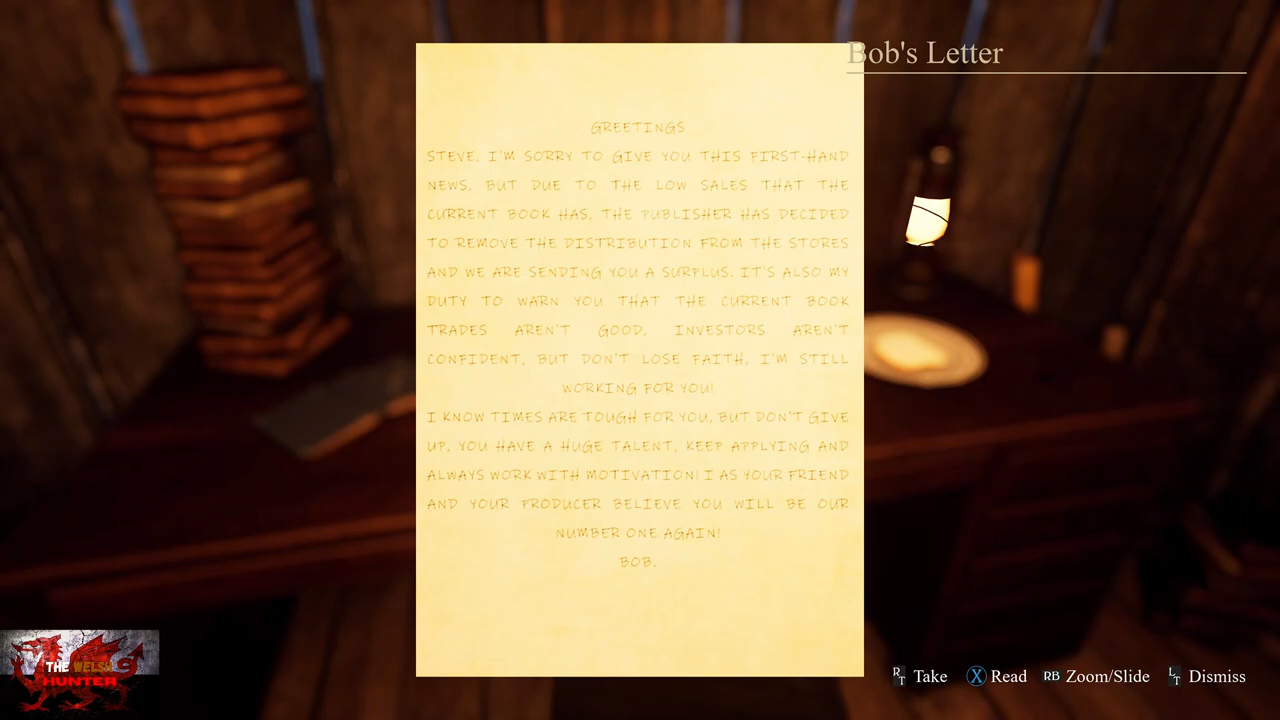 Bob's Letter
GREETINGS
STEVE, I'M SORRY TO GIVE YOU THIS FIRST-HAND
NEWS, BUT DUE TO THE LOW SALES THAT THE
CURRENT BOOK HAS, THE PUBLISHER HAS DECIDED
TO REMOVE THE DISTRIBUTION FROM THE STORES
AND WE ARE SENDING YOU A SURPLUS. IT'S ALSO MY
DUTY TO WARN YOU THAT THE CURRENT BOOK
TRADES AREN'T GOOD, INVESTORS AREN'T
CONFIDENT, BUT DON'T LOSE FAITH, I'M STILL
WORKING FOR YOU!
I KNOW TIMES ARE TOUGH FOR YOU, BUT DON'T GIVE
UP, YOU HAVE A HUGE TALENT, KEEP APPLYING AND
ALWAYS WORK WITH MOTIVATION! I AS YOUR FRIEND
AND YOUR PRODUCER BELIEVE YOU WILL BE OUR
NUMBER ONE AGAIN!
BOB.
THE WELSH
HUNTER
RT Take X Read RB Zoom/Slide LT Dismiss